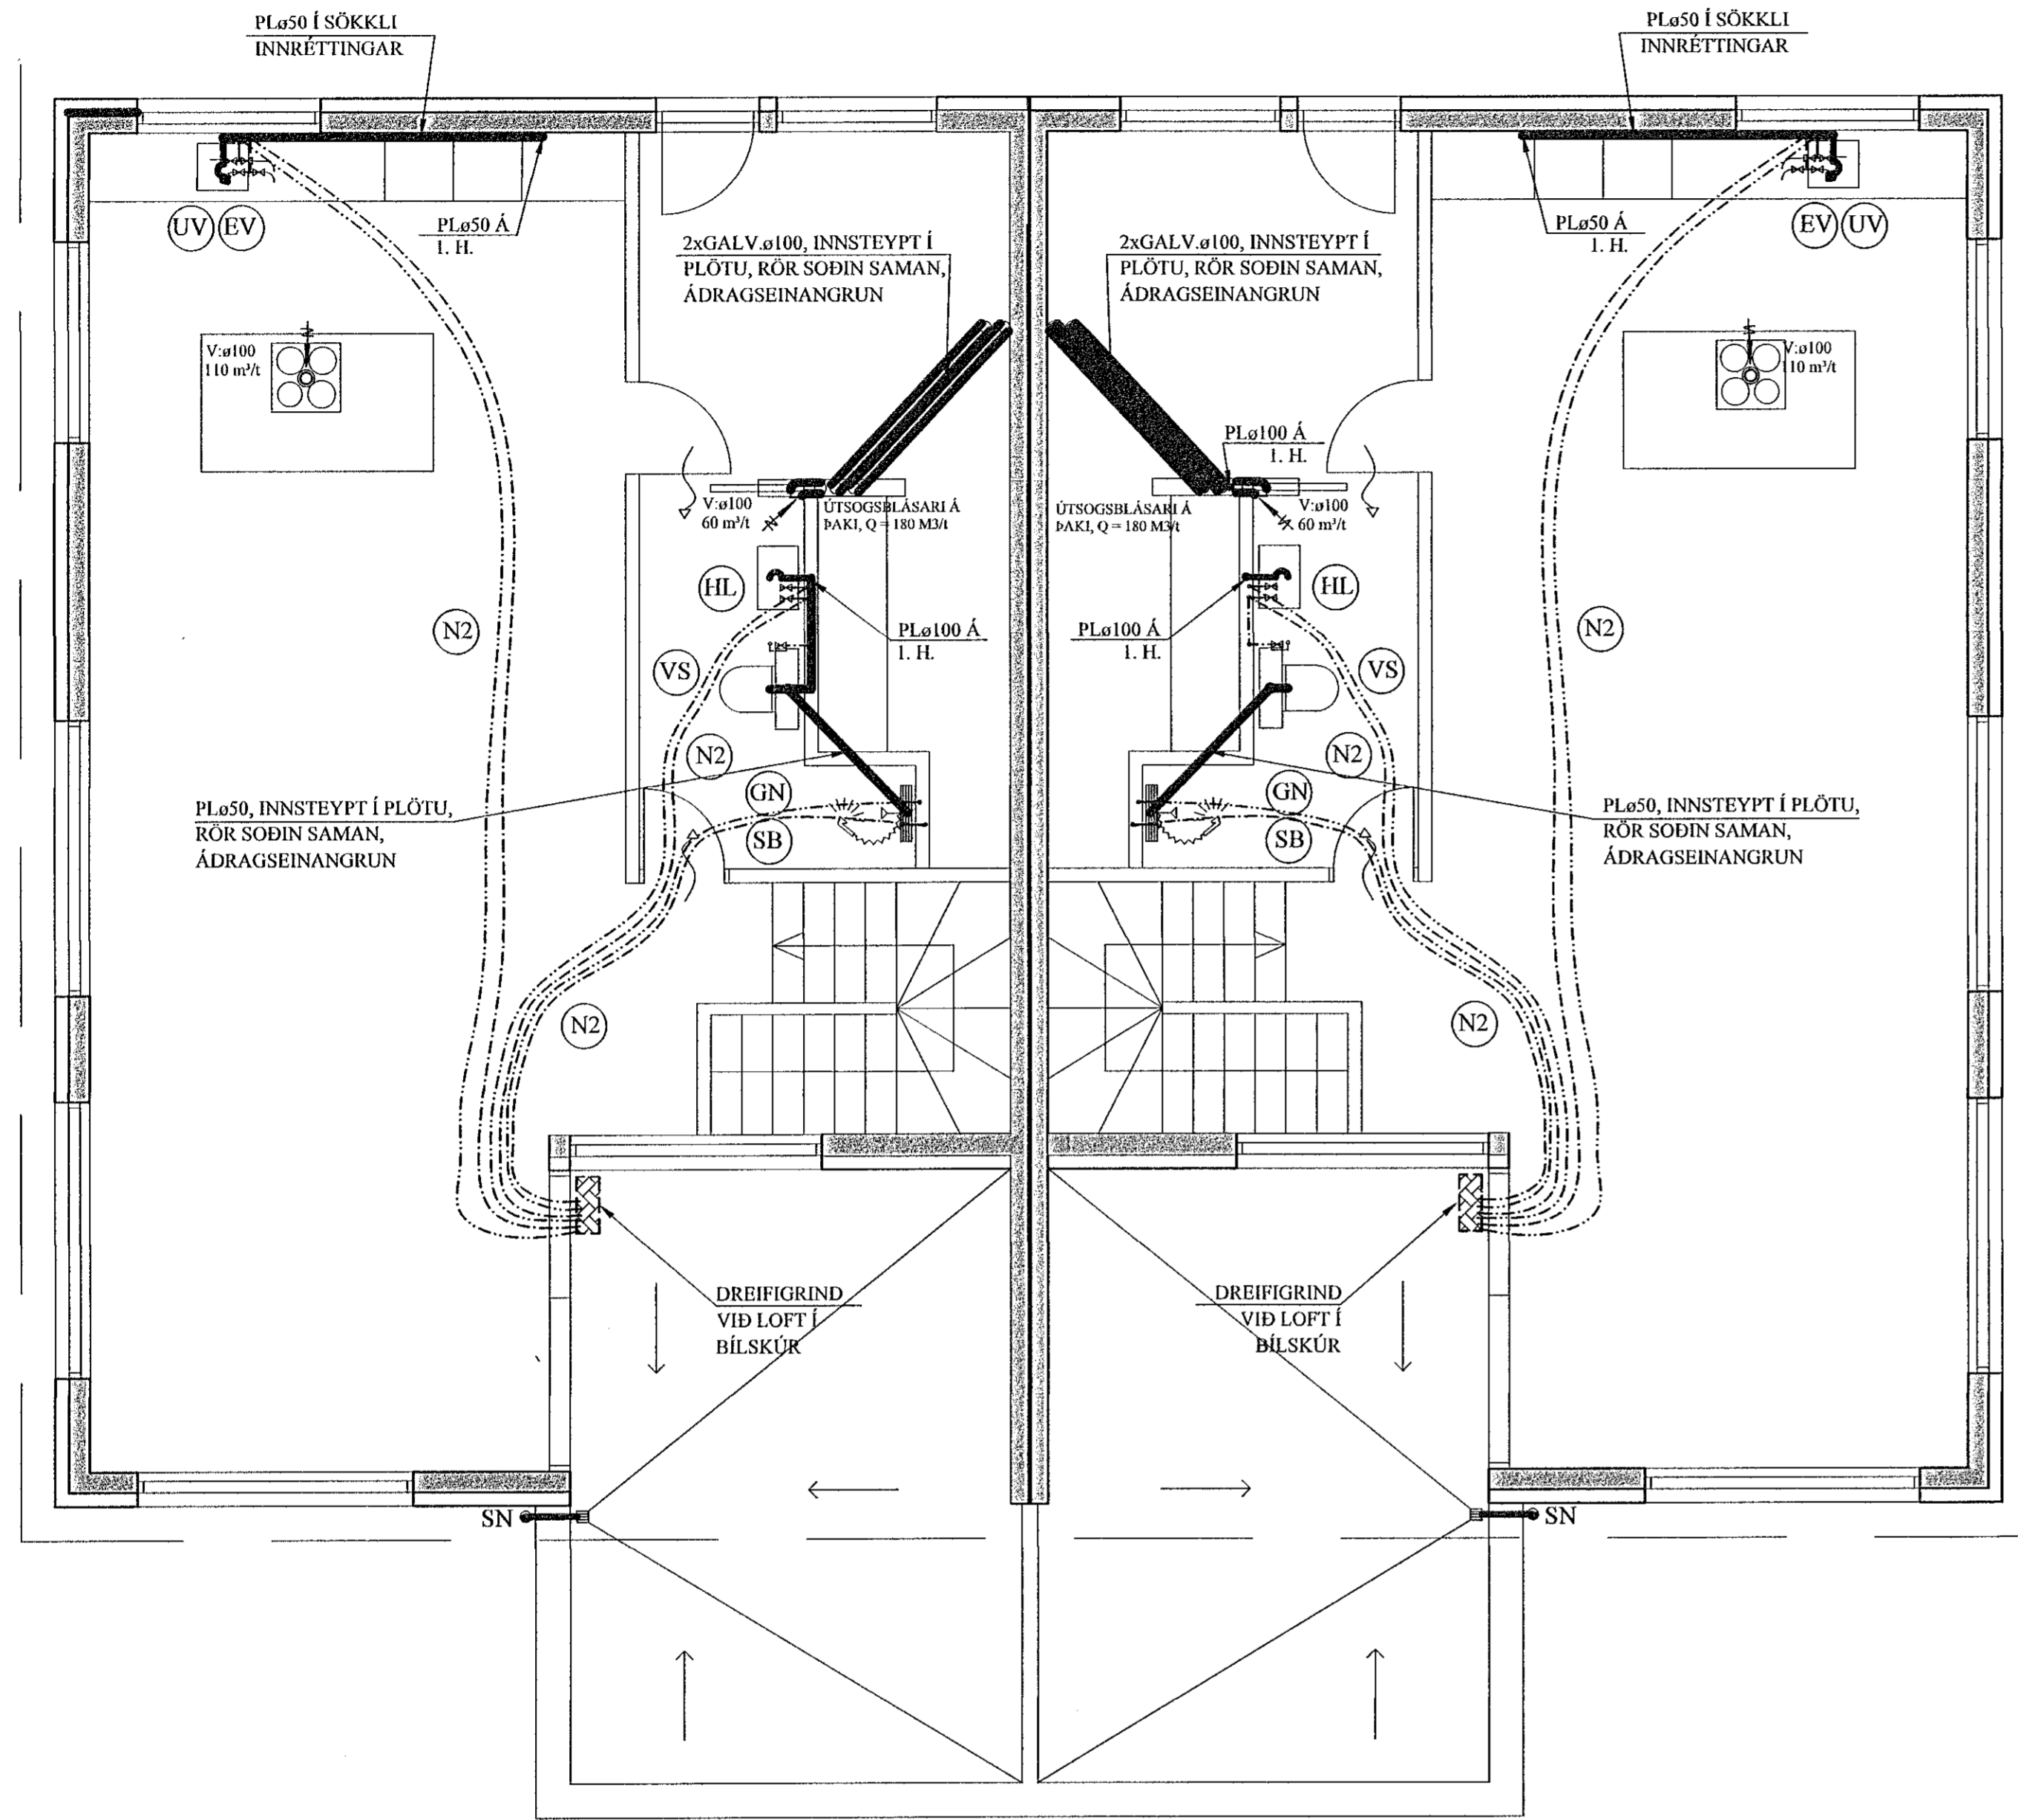 PLø50 Í SÖKKLI
INNRÉTTINGAR
PLø50 Í SÖKKLI
INNRÉTTINGAR
UV
EV
PLø50 Á
1. H.
2xGALV.ø100, INNSTEYPT Í
PLÖTU, RÖR SOÐIN SAMAN,
ÁDRAGSEINANGRUN
2xGALV.ø100, INNSTEYPT Í
PLÖTU, RÖR SOÐIN SAMAN,
ÁDRAGSEINANGRUN
PLø50 Á
1. H.
EV
UV
V:ø100
110 m³/t
V:ø100
110 m³/t
PLø100 Á
1. H.
V:ø100
60 m³/t
ÚTSOGSBLÁSARI Á
ÞAKI, Q = 180 M3/t
ÚTSOGSBLÁSARI Á
ÞAKI, Q = 180 M3/t
V:ø100
60 m³/t
HL
HL
N2
PLø100 Á
1. H.
PLø100 Á
1. H.
N2
VS
VS
N2
N2
PLø50, INNSTEYPT Í PLÖTU,
RÖR SOÐIN SAMAN,
ÁDRAGSEINANGRUN
GN
SB
GN
SB
PLø50, INNSTEYPT Í PLÖTU,
RÖR SOÐIN SAMAN,
ÁDRAGSEINANGRUN
N2
N2
DREIFIGRIND
VIÐ LOFT Í
BÍLSKÚR
DREIFIGRIND
VIÐ LOFT Í
BÍLSKÚR
SN
SN